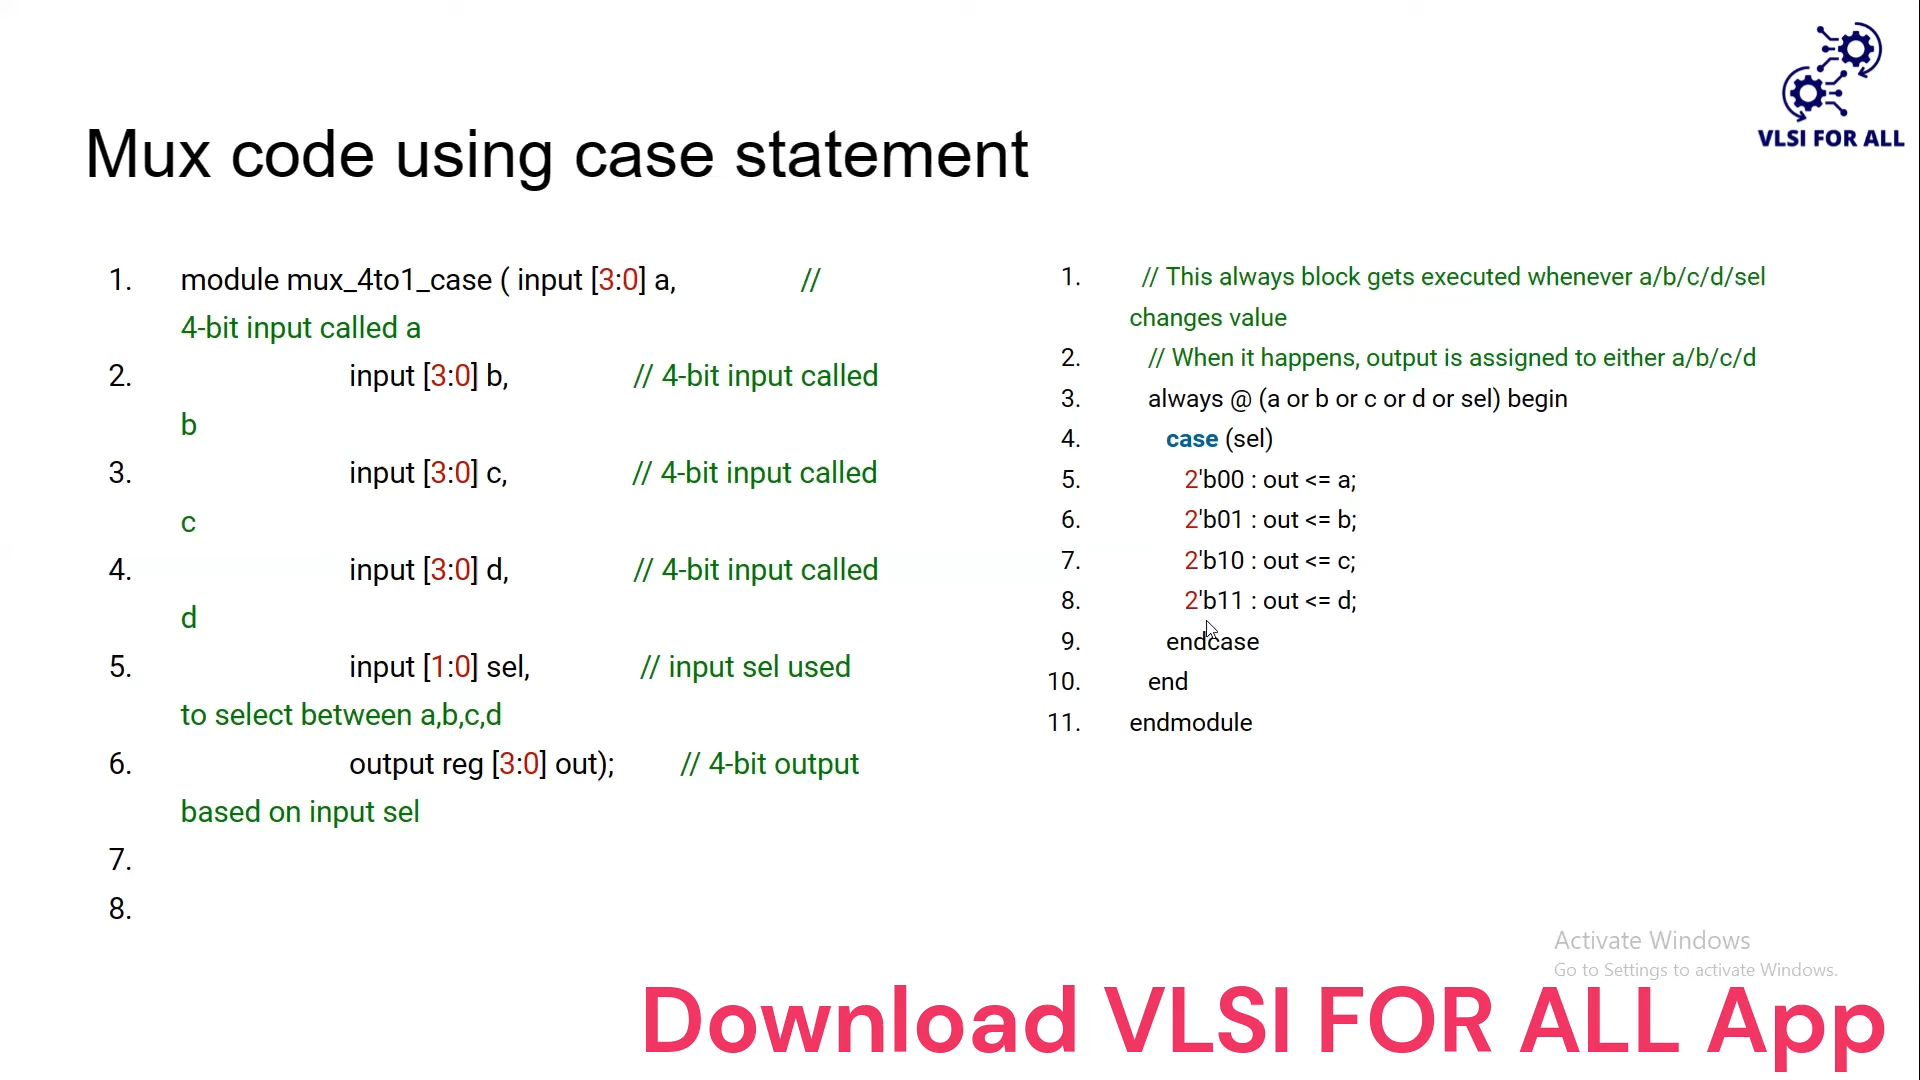 VLSI FOR ALL
Mux code using case statement
1. module mux_4to1_case ( input [3:0] a, //
4-bit input called a
2. input [3:0] b, // 4-bit input called
b
3. input [3:0] c, // 4-bit input called
c
4. input [3:0] d, // 4-bit input called
d
5. input [1:0] sel, // input sel used
to select between a,b,c,d
6. output reg [3:0] out); // 4-bit output
based on input sel
7.
8.
1. // This always block gets executed whenever a/b/c/d/sel
changes value
2. // When it happens, output is assigned to either a/b/c/d
3. always @ (a or b or c or d or sel) begin
4. case (sel)
5. 2'b00 : out <= a;
6. 2'b01 : out <= b;
7. 2'b10 : out <= c;
8. 2'b11 : out <= d;
9. endcase
10. end
11. endmodule
Activate Windows
Go to Settings to activate Windows.
Download VLSI FOR ALL App